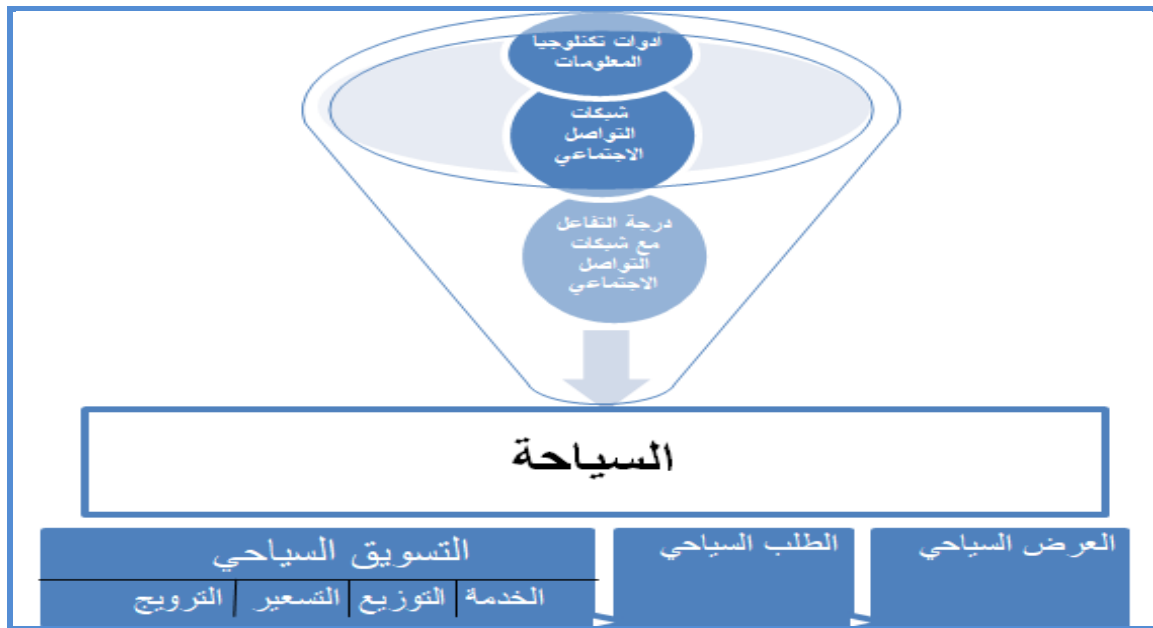 أدوات تكنلوجيا
المعلومات
شبكات
التواصل
الاجتماعي
درجة التفاعل
مع شبكات
التواصل
الاجتماعي
السياحة
العرض السياحي
الطلب السياحي
التسويق السياحي
الخدمة
التوزيع
التسعير
الترويج